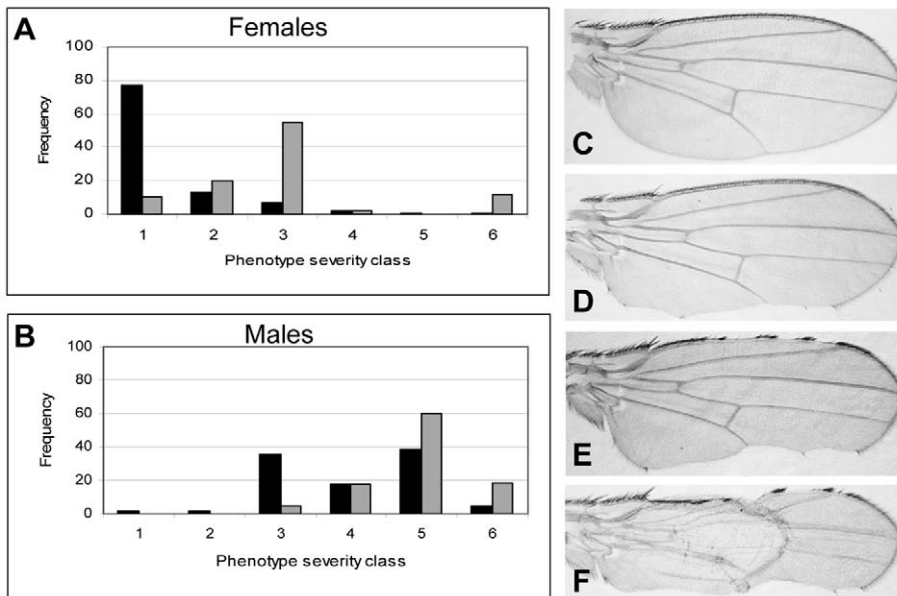 A
Females
100
80
60
40
20
0
Frequency
1 2 3 4 5 6
Phenotype severity class
B
Males
100
80
60
40
20
0
Frequency
1 2 3 4 5 6
Phenotype severity class
C
D
E
F